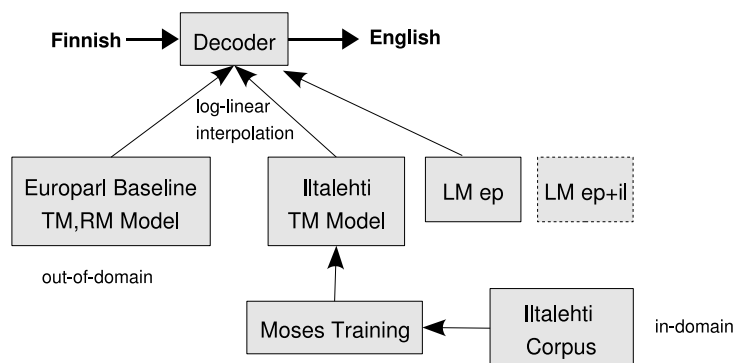 Finnish
Decoder
English
log-linear
interpolation
Europarl Baseline
TM,RM Model
Iltalehti
TM Model
LM ep
LM ep+il
out-of-domain
Moses Training
Iltalehti
Corpus
in-domain